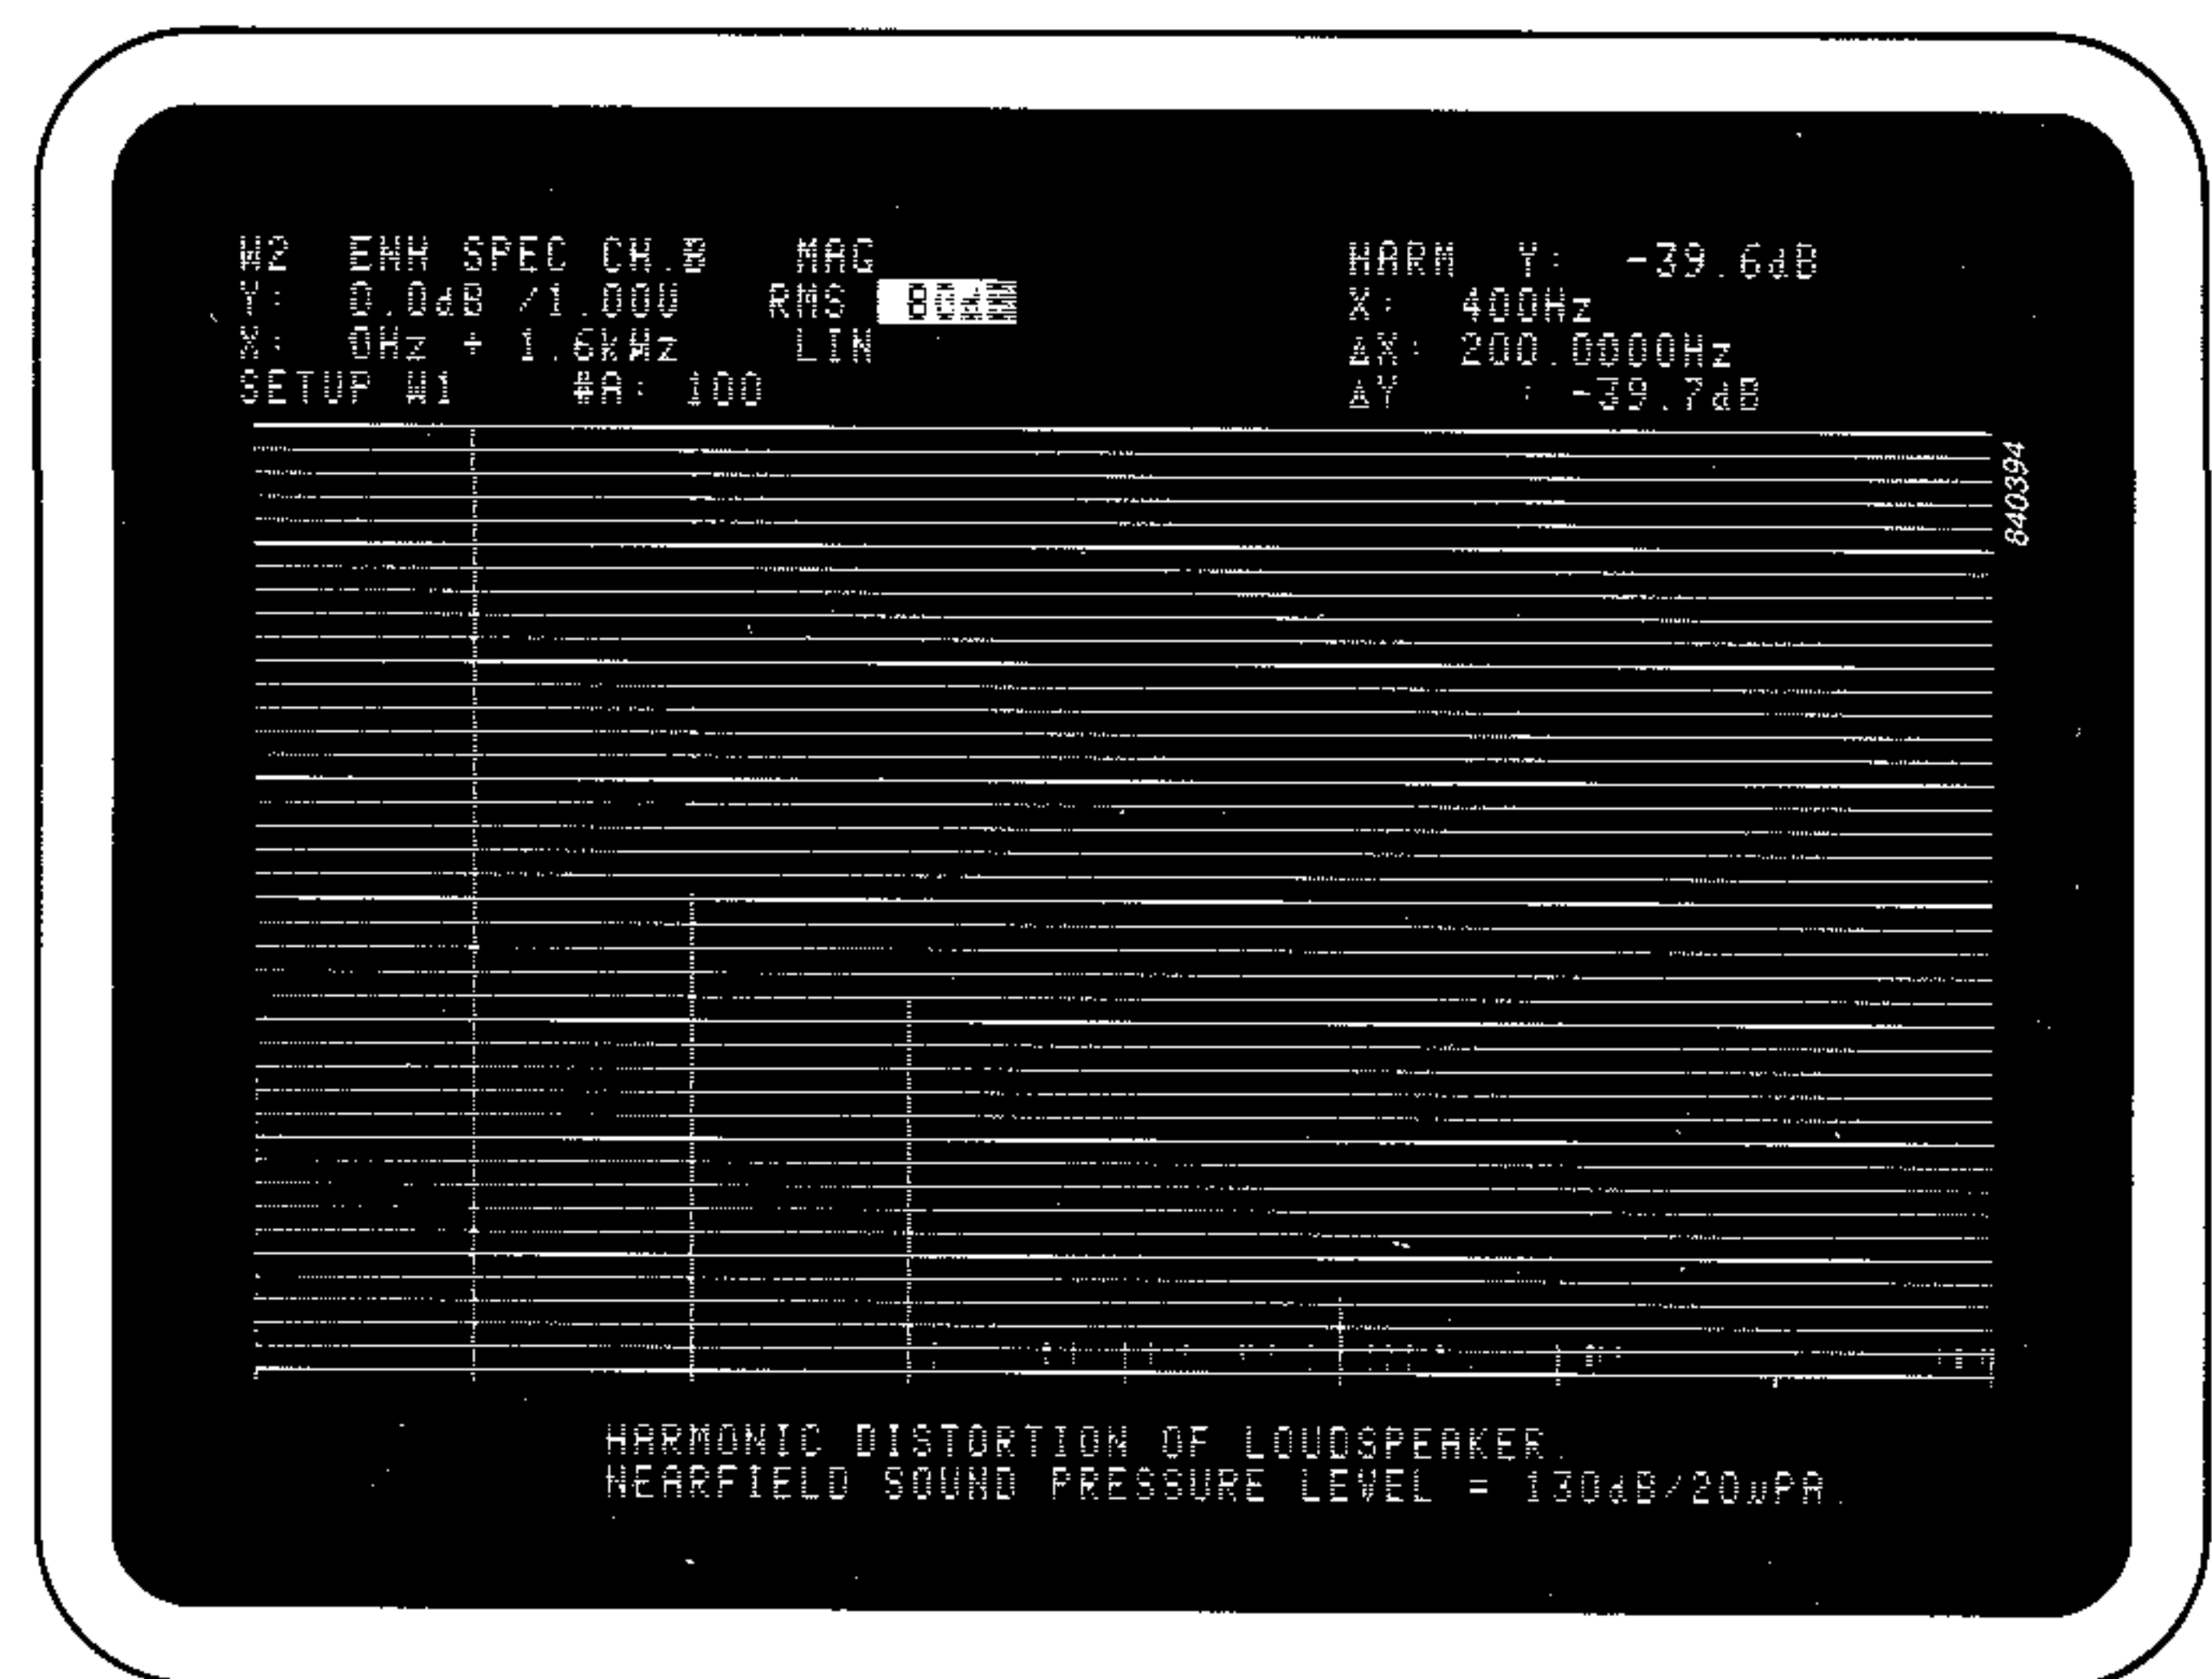 W2 ENH SPEC CH.B MAG
Y: 0.0dB /1.00V RMS 80dB
X: 0Hz + 1.6kHz LIN
SETUP W1 #A: 100
HARM Y: -39.6dB
X: 400Hz
ΔX: 200.0000Hz
ΔY : -39.7dB
840394
HARMONIC DISTORTION OF LOUDSPEAKER.
NEARFIELD SOUND PRESSURE LEVEL = 130dB/20μPA.